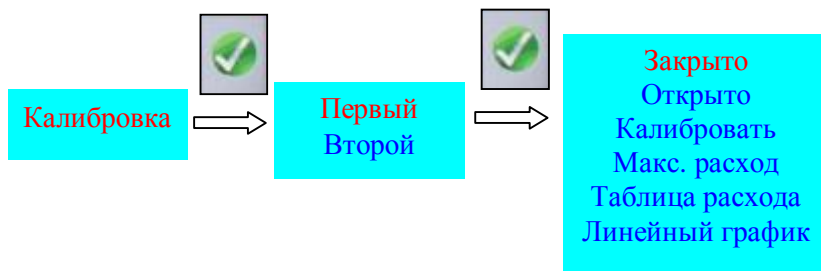 Калибровка
Первый
Второй
Закрыто
Открыто
Калибровать
Макс. расход
Таблица расхода
Линейный график